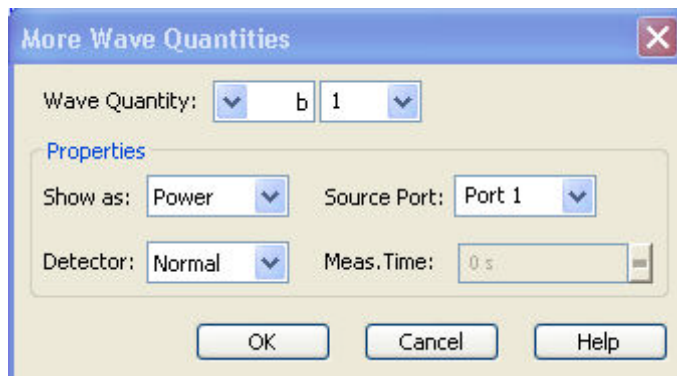 More Wave Quantities
Wave Quantity: b 1
Properties
Show as: Power Source Port: Port 1
Detector: Normal Meas.Time: 0 s
OK Cancel Help